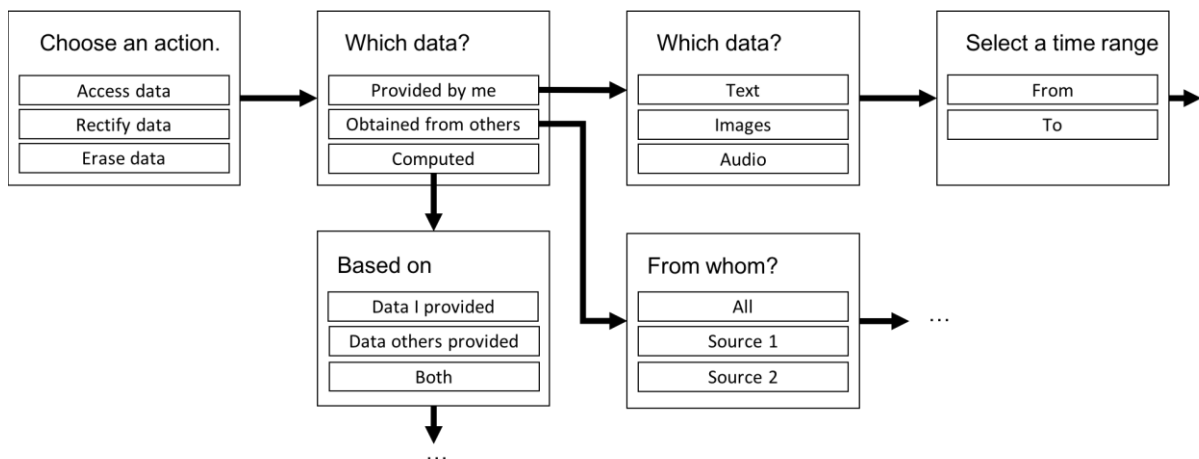 Choose an action.
Access data
Rectify data
Erase data
Which data?
Provided by me
Obtained from others
Computed
Which data?
Text
Images
Audio
Select a time range
From
To
Based on
Data I provided
Data others provided
Both
...
From whom?
All
Source 1
Source 2
...